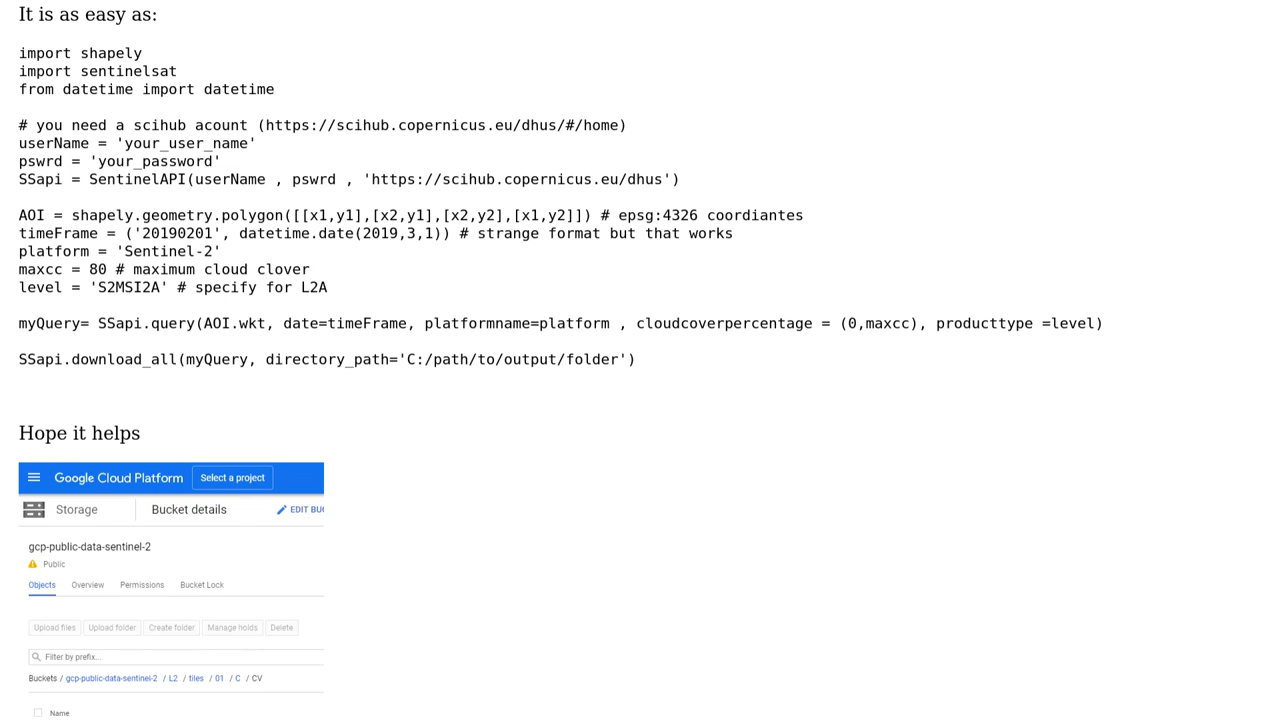 It is as easy as:
import shapely
import sentinelsat
from datetime import datetime
# you need a scihub acount (https://scihub.copernicus.eu/dhus/#/home)
userName = 'your_user_name'
pswrd = 'your_password'
SSapi = SentinelAPI(userName , pswrd , 'https://scihub.copernicus.eu/dhus')
AOI = shapely.geometry.polygon([[x1,y1],[x2,y1],[x2,y2],[x1,y2]]) # epsg:4326 coordiantes
timeFrame = ('20190201', datetime.date(2019,3,1)) # strange format but that works
platform = 'Sentinel-2'
maxcc = 80 # maximum cloud clover
level = 'S2MSI2A' # specify for L2A
myQuery= SSapi.query(AOI.wkt, date=timeFrame, platformname=platform , cloudcoverpercentage = (0,maxcc), producttype =level)
SSapi.download_all(myQuery, directory_path='C:/path/to/output/folder')
Hope it helps
Google Cloud Platform Select a project
Storage Bucket details EDIT BU
gcp-public-data-sentinel-2
Public
Objects Overview Permissions Bucket Lock
Upload files Upload folder Create folder Manage holds Delete
Filter by prefix...
Buckets / gcp-public-data-sentinel-2 / L2 / tiles / 01 / C / CV
Name